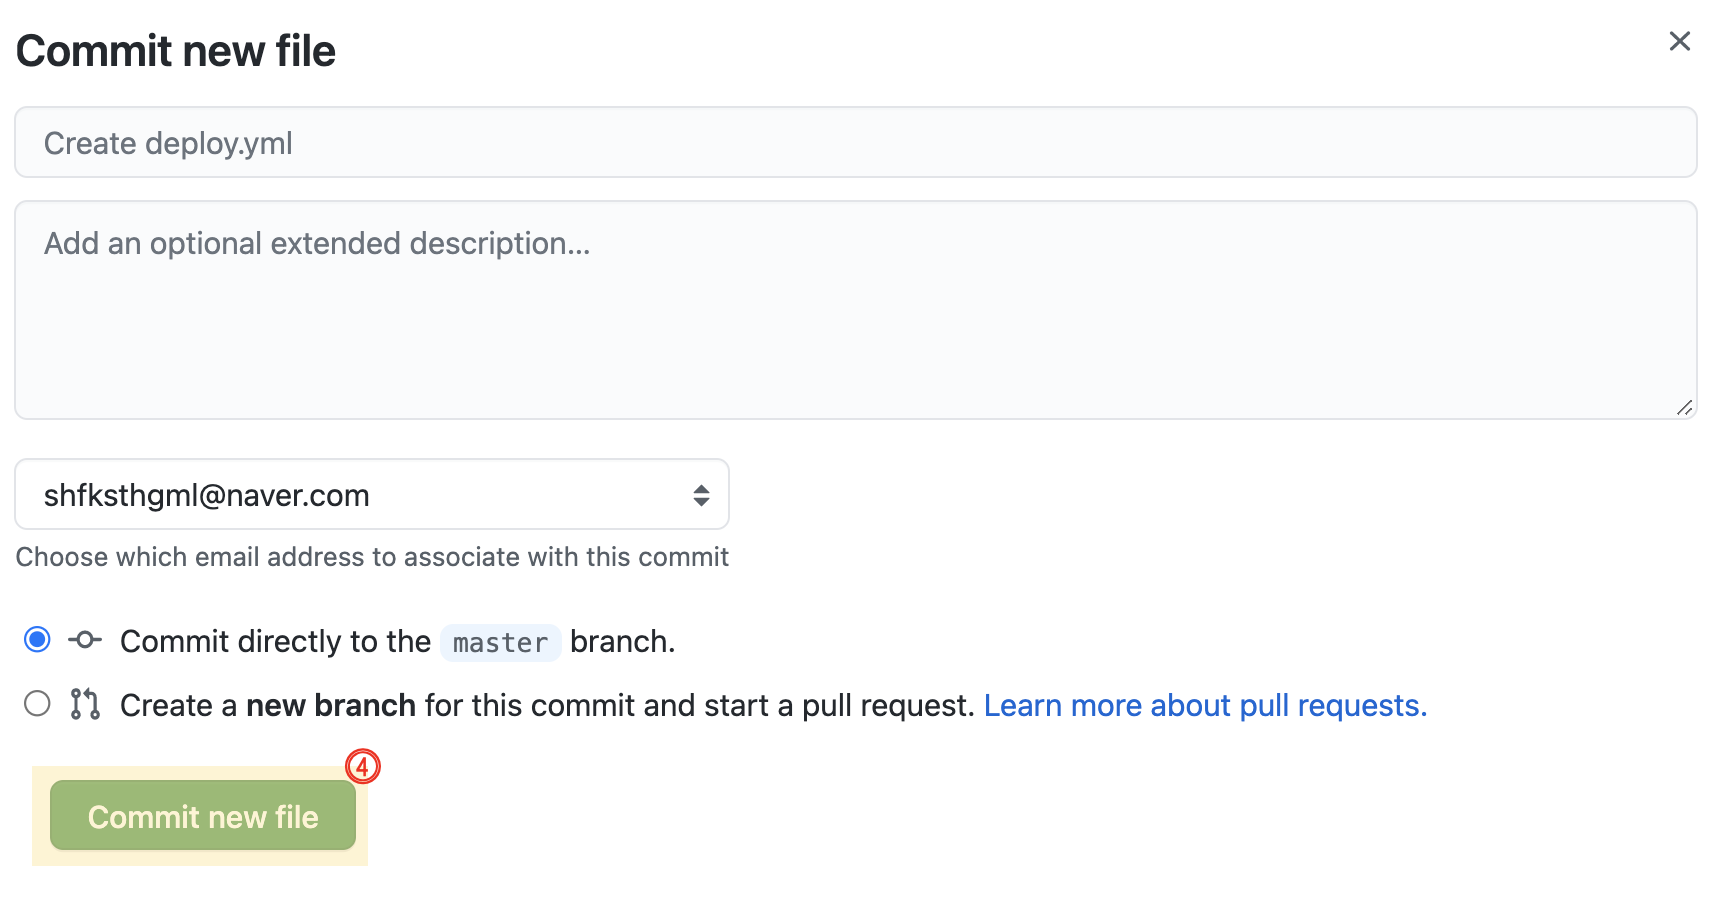 Commit new file
Create deploy.yml
Add an optional extended description...
shfksthgml@naver.com
Choose which email address to associate with this commit
Commit directly to the master branch.
Create a new branch for this commit and start a pull request. Learn more about pull requests.
④
Commit new file